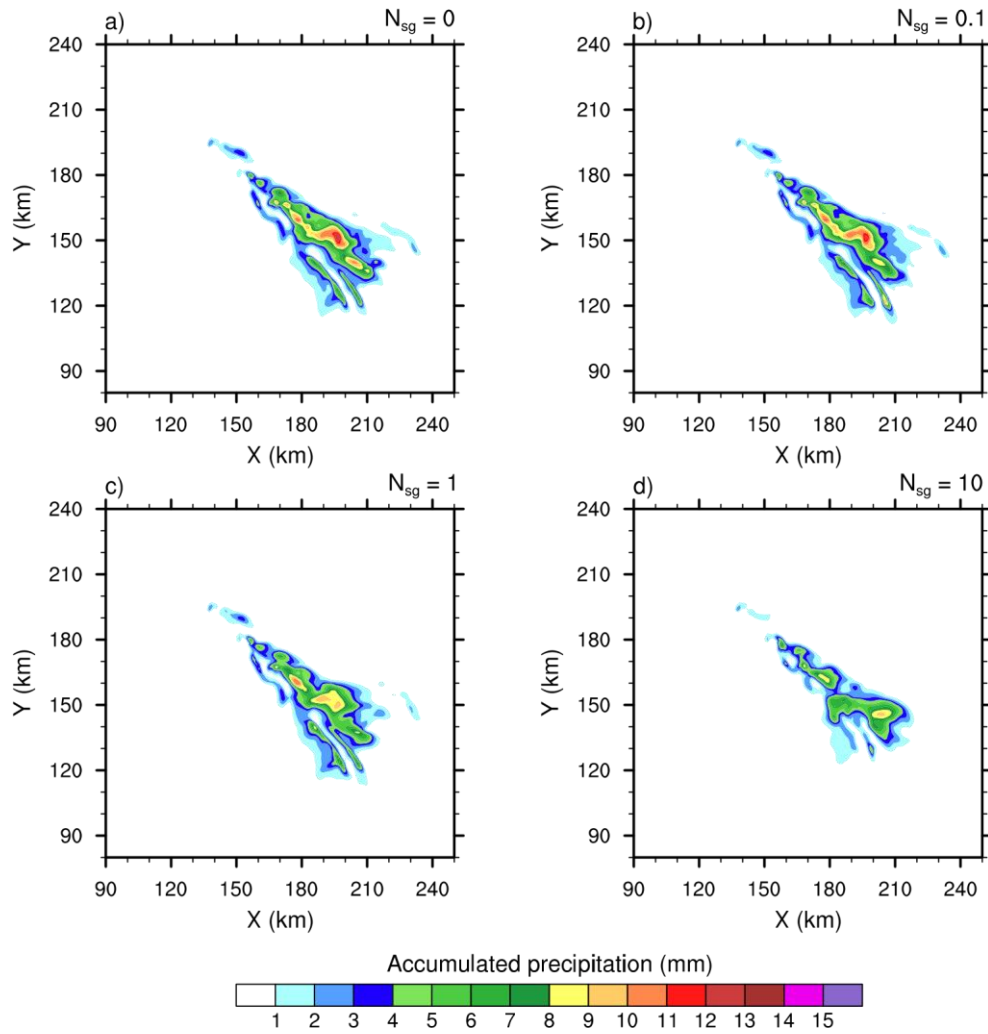 a) N_sg = 0
b) N_sg = 0.1
240
210
180
150
120
90
Y (km)
90 120 150 180 210 240
X (km)
240
210
180
150
120
90
Y (km)
90 120 150 180 210 240
X (km)
c) N_sg = 1
d) N_sg = 10
240
210
180
150
120
90
Y (km)
90 120 150 180 210 240
X (km)
240
210
180
150
120
90
Y (km)
90 120 150 180 210 240
X (km)
Accumulated precipitation (mm)
1 2 3 4 5 6 7 8 9 10 11 12 13 14 15